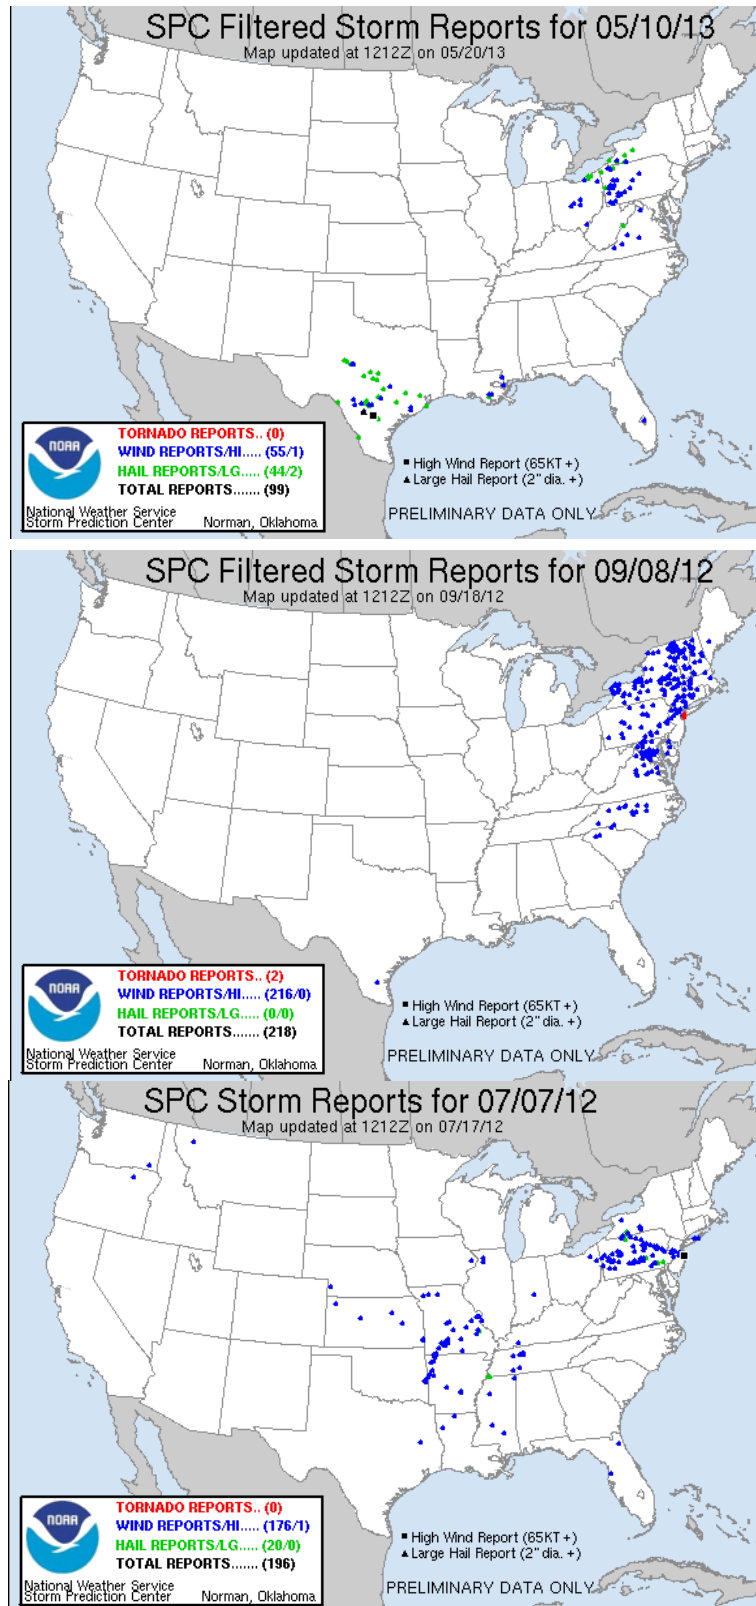 SPC Filtered Storm Reports for 05/10/13
Map updated at 1212Z on 05/20/13
NOAA
TORNADO REPORTS.. (0)
WIND REPORTS/HI..... (55/1)
HAIL REPORTS/LG..... (44/2)
TOTAL REPORTS....... (99)
National Weather Service
Storm Prediction Center Norman, Oklahoma
High Wind Report (65KT +)
Large Hail Report (2" dia. +)
PRELIMINARY DATA ONLY
SPC Filtered Storm Reports for 09/08/12
Map updated at 1212Z on 09/18/12
NOAA
TORNADO REPORTS.. (2)
WIND REPORTS/HI..... (216/0)
HAIL REPORTS/LG..... (0/0)
TOTAL REPORTS....... (218)
National Weather Service
Storm Prediction Center Norman, Oklahoma
High Wind Report (65KT +)
Large Hail Report (2" dia. +)
PRELIMINARY DATA ONLY
SPC Storm Reports for 07/07/12
Map updated at 1212Z on 07/17/12
NOAA
TORNADO REPORTS.. (0)
WIND REPORTS/HI..... (176/1)
HAIL REPORTS/LG..... (20/0)
TOTAL REPORTS....... (196)
National Weather Service
Storm Prediction Center Norman, Oklahoma
High Wind Report (65KT +)
Large Hail Report (2" dia. +)
PRELIMINARY DATA ONLY